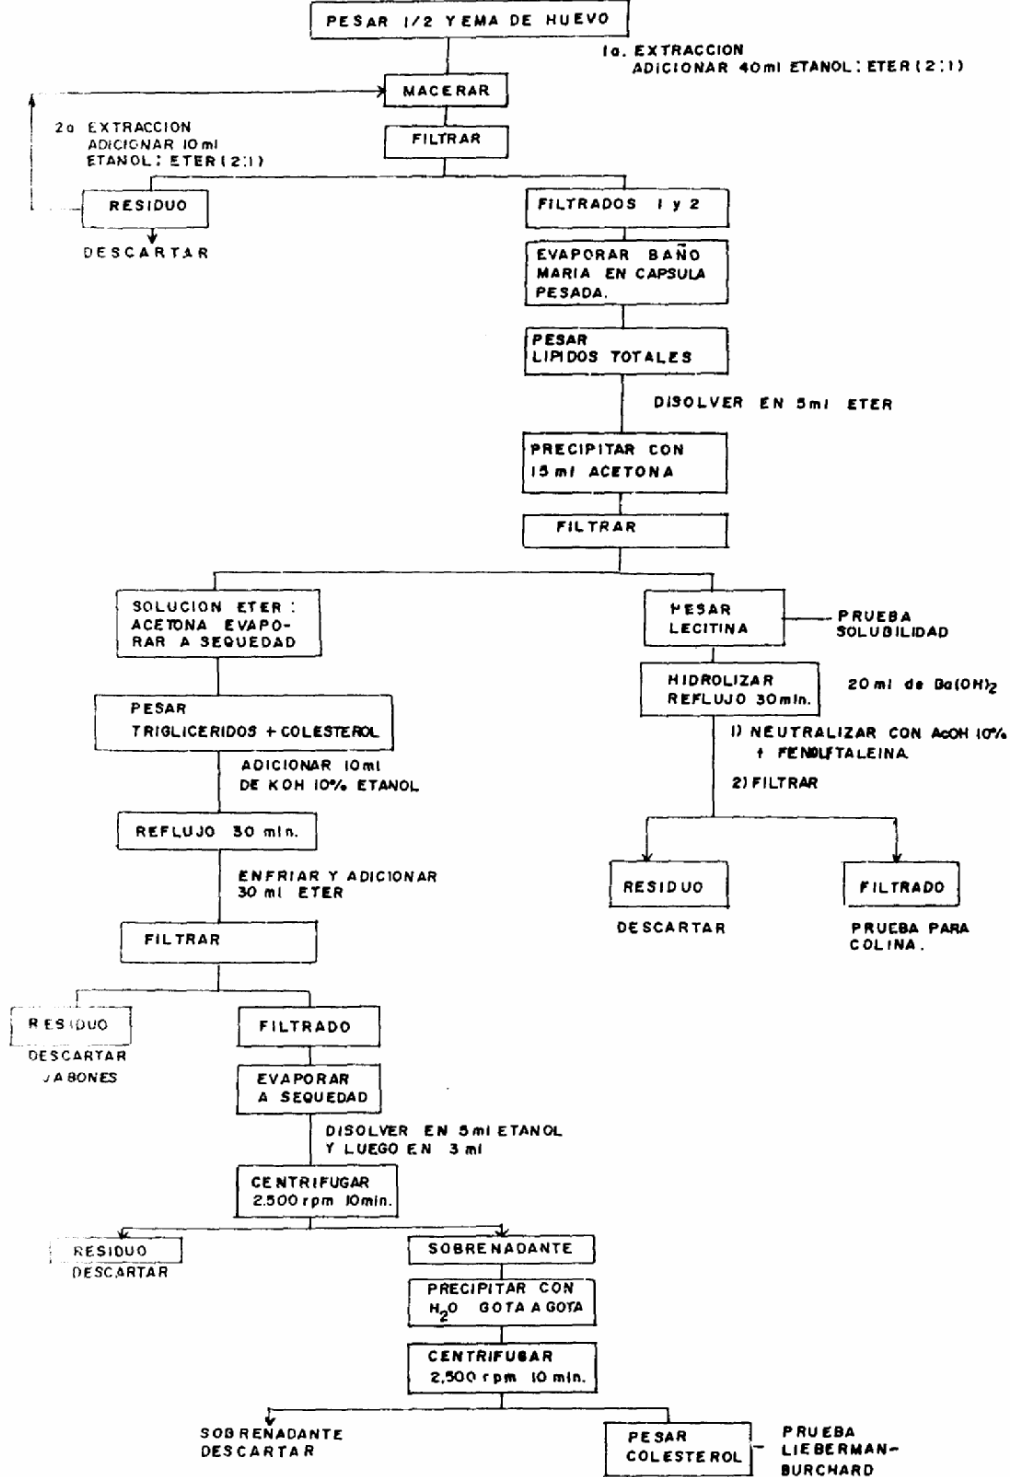 PESAR 1/2 YEMA DE HUEVO
1a. EXTRACCION
ADICIONAR 40ml ETANOL: ETER (2:1)
MACERAR
2a EXTRACCION
ADICIONAR 10ml
ETANOL: ETER (2:1)
FILTRAR
RESIDUO
DESCARTAR
FILTRADOS 1 y 2
EVAPORAR BAÑO
MARIA EN CAPSULA
PESADA.
PESAR
LIPIDOS TOTALES
DISOLVER EN 5ml ETER
PRECIPITAR CON
15 ml ACETONA
FILTRAR
SOLUCION ETER:
ACETONA EVAPO-
RAR A SEQUEDAD
PESAR
LECITINA
PRUEBA
SOLUBILIDAD
HIDROLIZAR
REFLUJO 30min.
20 ml de Ba(OH)2
PESAR
TRIGLICERIDOS + COLESTEROL
1) NEUTRALIZAR CON AcOH 10%
+ FENOLFTALEINA
2) FILTRAR
ADICIONAR 10ml
DE KOH 10% ETANOL
REFLUJO 30 min.
ENFRIAR Y ADICIONAR
30 ml ETER
RESIDUO
DESCARTAR
FILTRADO
PRUEBA PARA
COLINA.
FILTRAR
RESIDUO
DESCARTAR
JABONES
FILTRADO
EVAPORAR
A SEQUEDAD
DISOLVER EN 5ml ETANOL
Y LUEGO EN 3 ml
CENTRIFUGAR
2.500 rpm 10min.
RESIDUO
DESCARTAR
SOBRENADANTE
PRECIPITAR CON
H2O GOTA A GOTA
CENTRIFUGAR
2,500 rpm 10 min.
SOBRENADANTE
DESCARTAR
PESAR
COLESTEROL
PRUEBA
LIEBERMAN-
BURCHARD